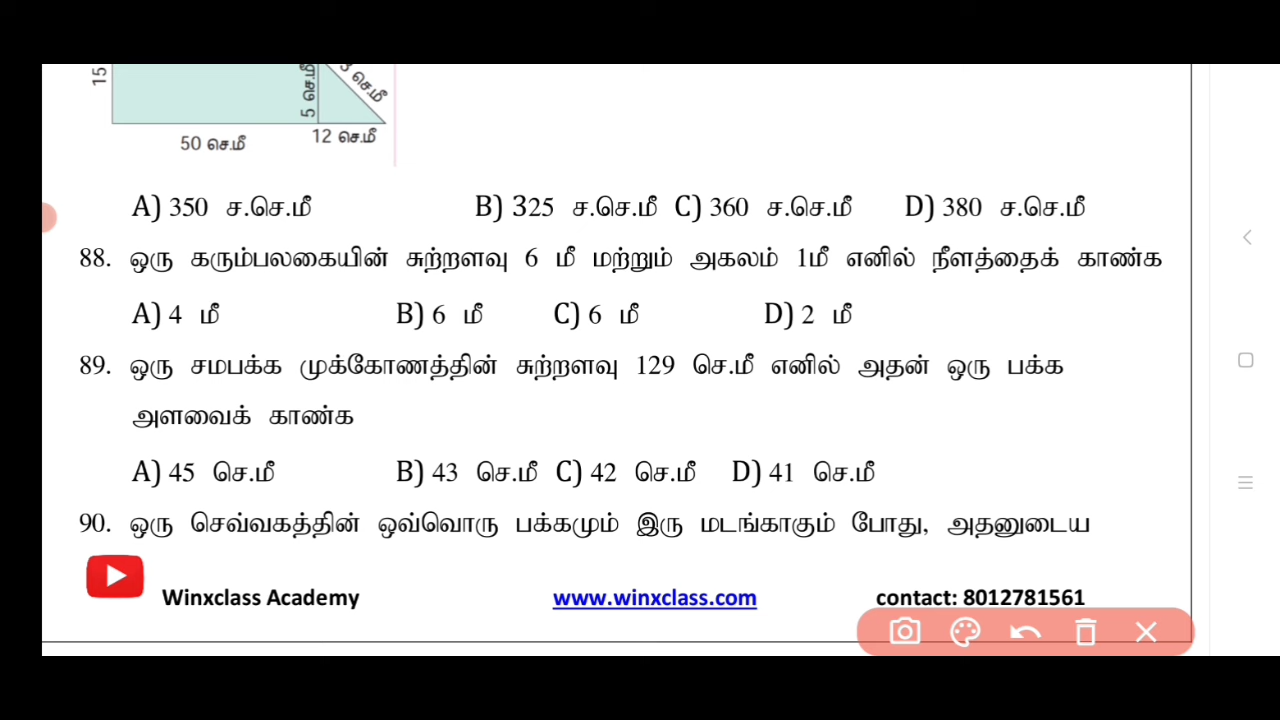 15
5 செ.மீ
செ.மீ
50 செ.மீ
12 செ.மீ
A) 350 ச.செ.மீ B) 325 ச.செ.மீ C) 360 ச.செ.மீ D) 380 ச.செ.மீ
88. ஒரு கரும்பலகையின் சுற்றளவு 6 மீ மற்றும் அகலம் 1மீ எனில் நீளத்தைக் காண்க
A) 4 மீ B) 6 மீ C) 6 மீ D) 2 மீ
89. ஒரு சமபக்க முக்கோணத்தின் சுற்றளவு 129 செ.மீ எனில் அதன் ஒரு பக்க
அளவைக் காண்க
A) 45 செ.மீ B) 43 செ.மீ C) 42 செ.மீ D) 41 செ.மீ
90. ஒரு செவ்வகத்தின் ஒவ்வொரு பக்கமும் இரு மடங்காகும் போது, அதனுடைய
Winxclass Academy www.winxclass.com contact: 8012781561